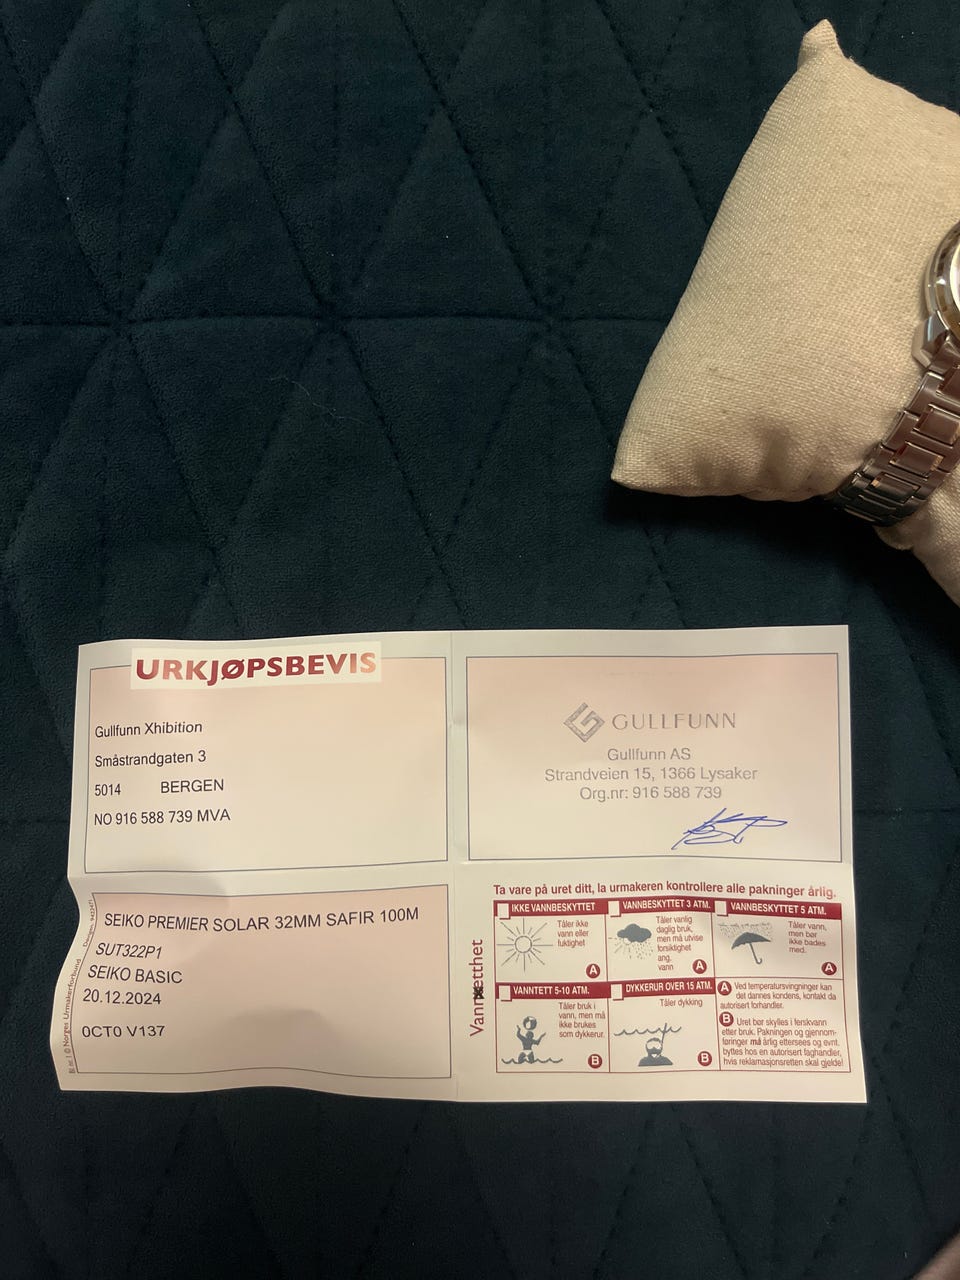 URKJØPSBEVIS
Gullfunn Xhibition
Småstrandgaten 3
5014 BERGEN
NO 916 588 739 MVA
GULLFUNN
Gullfunn AS
Strandveien 15, 1366 Lysaker
Org.nr: 916 588 739
SEIKO PREMIER SOLAR 32MM SAFIR 100M
SUT322P1
SEIKO BASIC
20.12.2024
0CT0 V137
© Norges Urmakerforbund
Ta vare på uret ditt, la urmakeren kontrollere alle pakninger årlig.
Vanntetthet
IKKE VANNBESKYTTET
Tåler ikke
vann eller
fuktighet
A
VANNBESKYTTET 3 ATM.
Tåler vanlig
daglig bruk,
men må utvise
forsiktighet
ang.
vann
A
VANNBESKYTTET 5 ATM.
Tåler vann,
men bør
ikke bades
med.
A
VANNTETT 5-10 ATM.
Tåler bruk i
vann, men må
ikke brukes
som dykkerur.
B
DYKKERUR OVER 15 ATM.
Tåler dykking
B
A Ved temperatursvingninger kan
det dannes kondens, kontakt da
autorisert forhandler.
B Uret bør skylles i ferskvann
etter bruk. Pakningen og gjennom-
føringer må årlig ettersees og evnt.
byttes hos en autorisert faghandler,
hvis reklamasjonsretten skal gjelde!